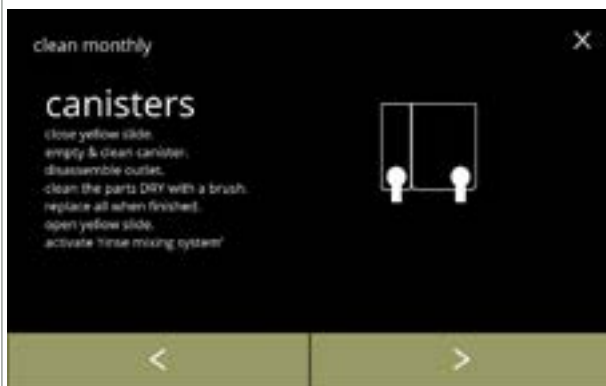 clean monthly
canisters
close yellow slide.
empty & clean canister.
disassemble outlet.
clean the parts DRY with a brush.
replace all when finished.
open yellow slide.
activate 'rinse mixing system'